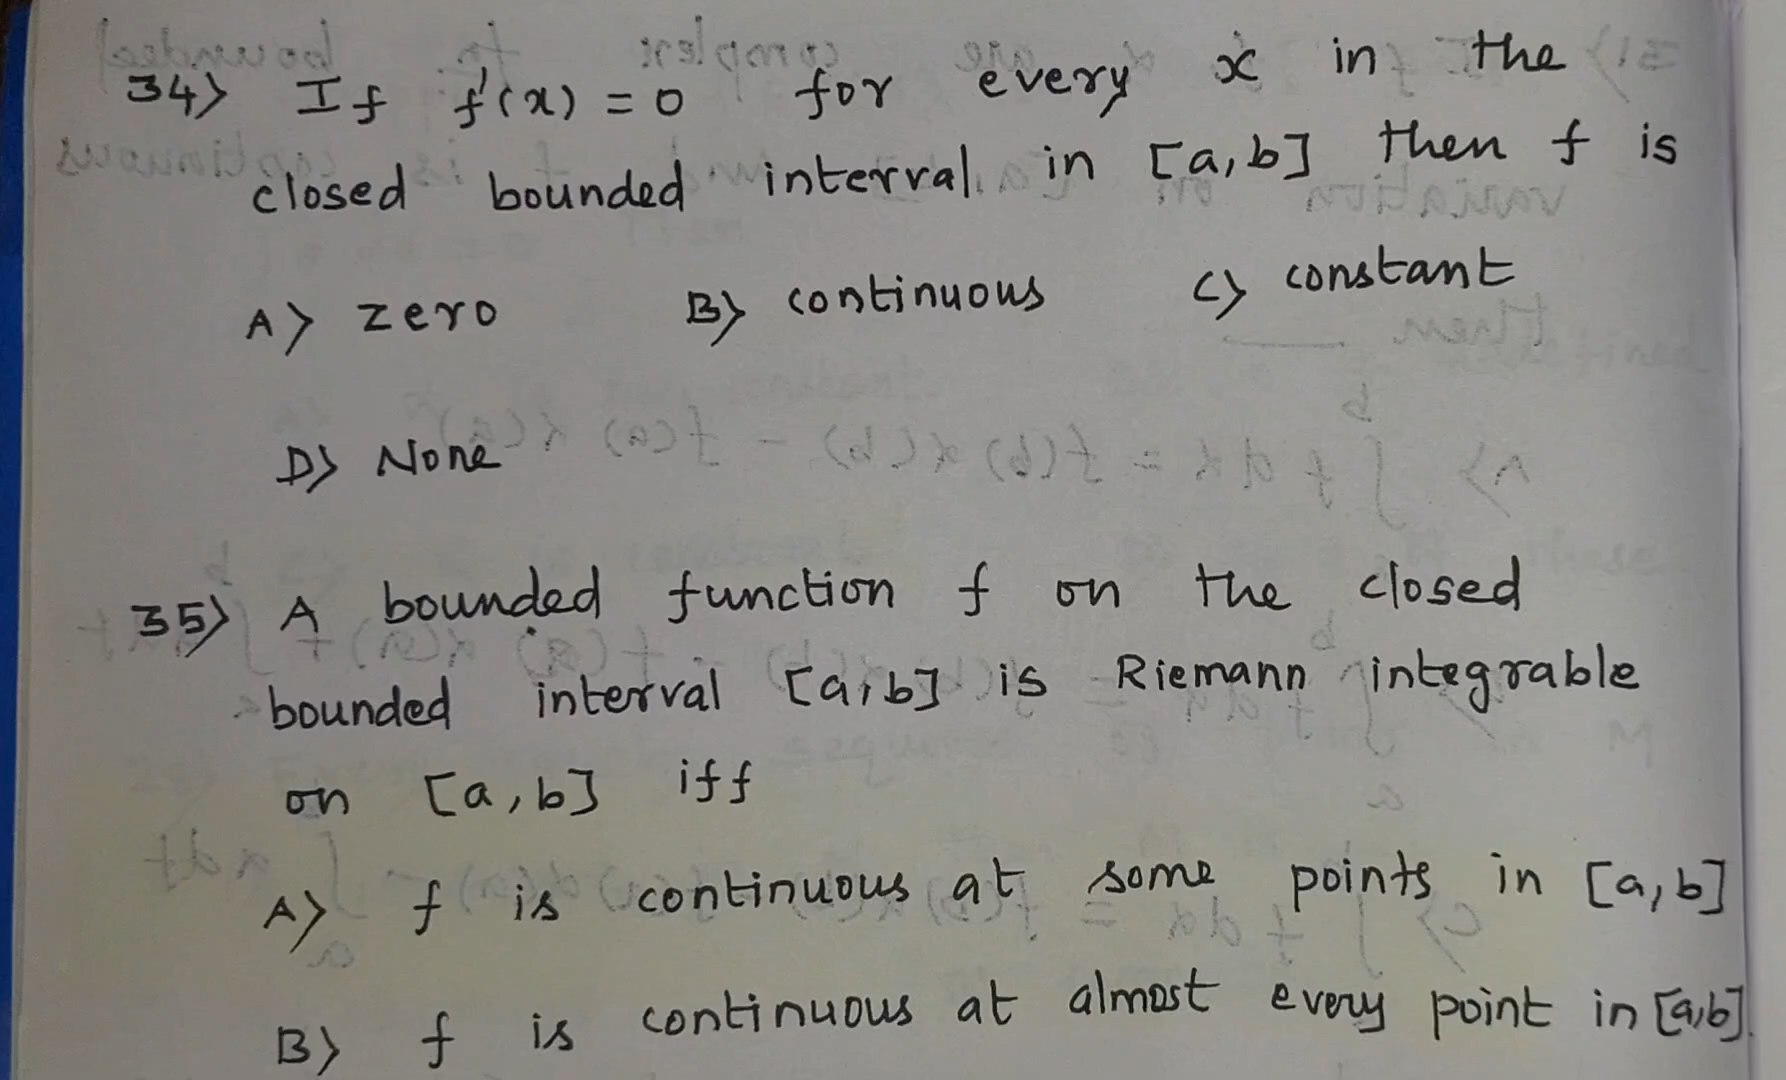 34) If f'(x) = 0 for every x in the
closed bounded interval in [a,b] then f is
A) zero B) continuous C) constant
D) None
35) A bounded function f on the closed
bounded interval [a,b] is Riemann integrable
on [a,b] iff
A) f is continuous at some points in [a,b]
B) f is continuous at almost every point in [a,b].